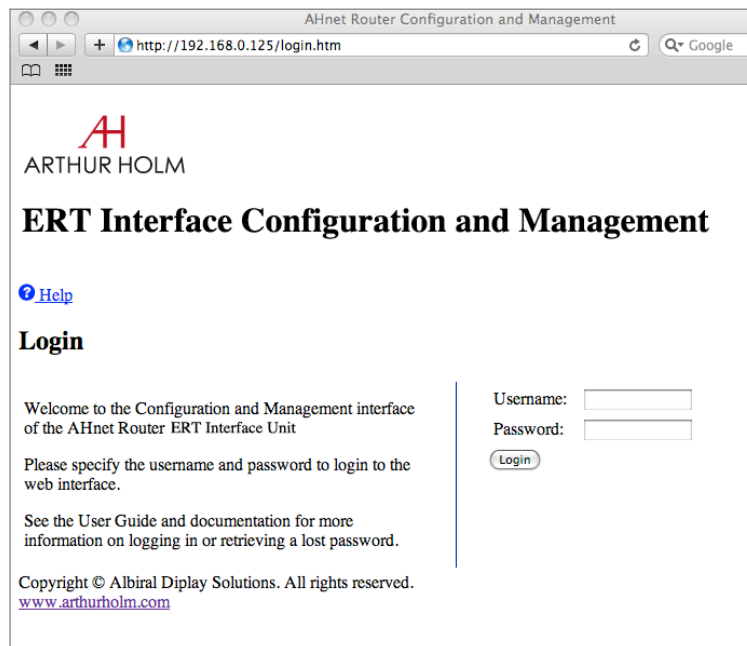 AHnet Router Configuration and Management
http://192.168.0.125/login.htm
Google
AH
ARTHUR HOLM
ERT Interface Configuration and Management
Help
Login
Welcome to the Configuration and Management interface
of the AHnet Router ERT Interface Unit
Please specify the username and password to login to the
web interface.
See the User Guide and documentation for more
information on logging in or retrieving a lost password.
Username:
Password:
Login
Copyright © Albiral Diplay Solutions. All rights reserved.
www.arthurholm.com